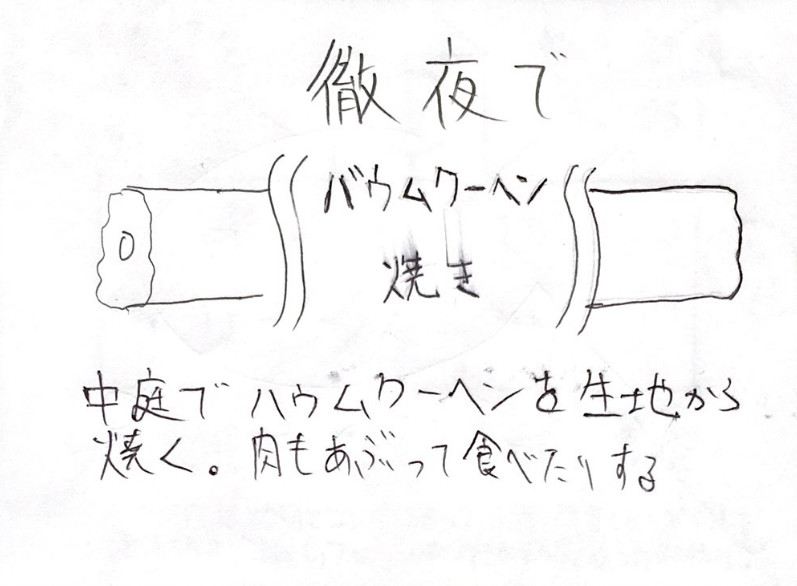 徹夜で
バウムクーヘン
焼き
中庭でハウムクーヘンを生地から
焼く。肉もあぶって食べたりする